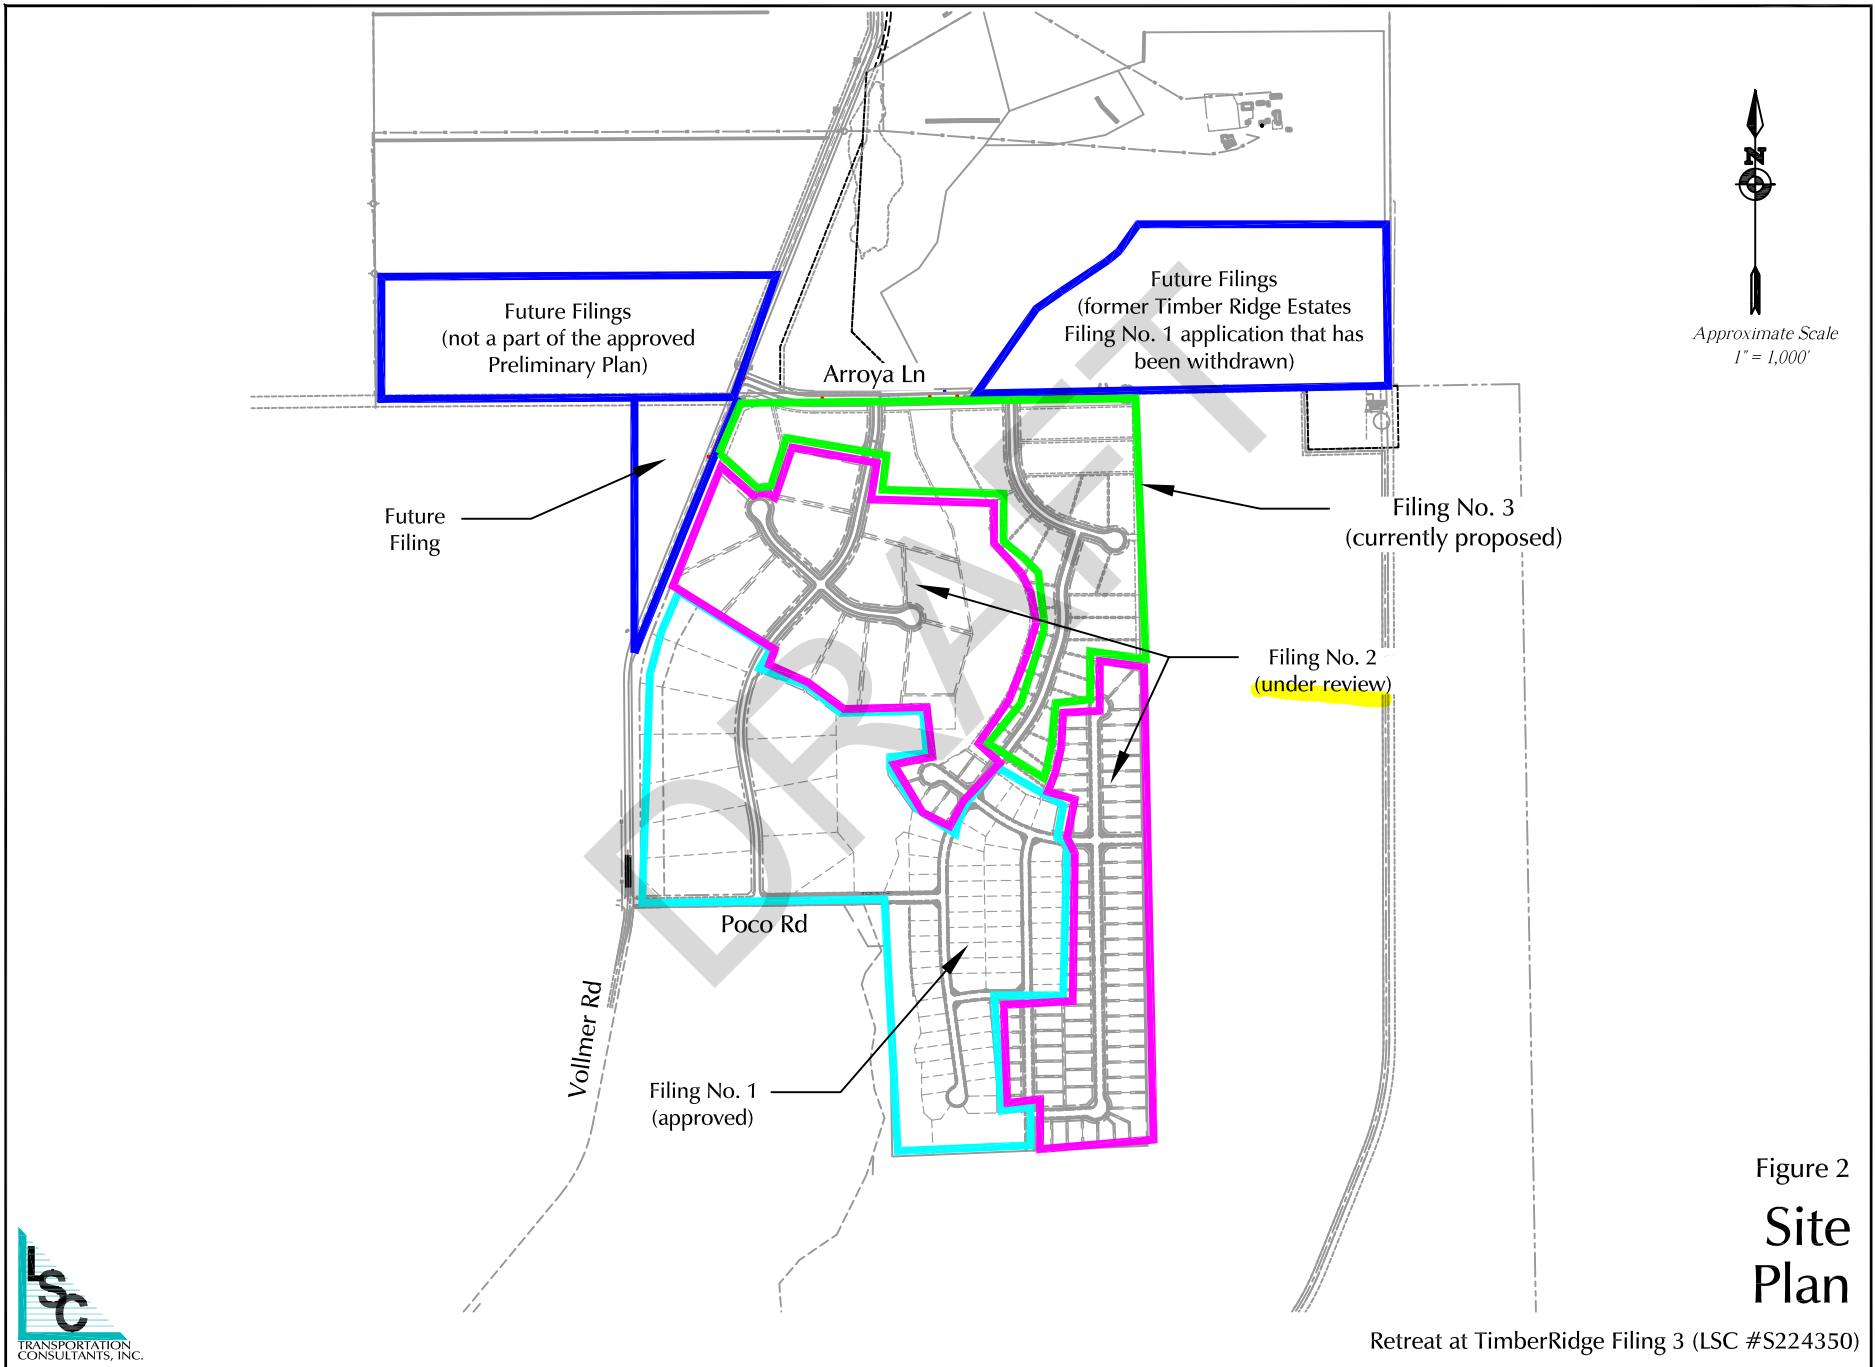 N
Approximate Scale
1" = 1,000'
Future Filings
(not a part of the approved
Preliminary Plan)
Future Filings
(former Timber Ridge Estates
Filing No. 1 application that has
been withdrawn)
Arroya Ln
Future
Filing
Filing No. 3
(currently proposed)
Filing No. 2
(under review)
DRAFT
Poco Rd
Vollmer Rd
Filing No. 1
(approved)
Figure 2
Site
Plan
LSC
TRANSPORTATION
CONSULTANTS, INC.
Retreat at TimberRidge Filing 3 (LSC #S224350)